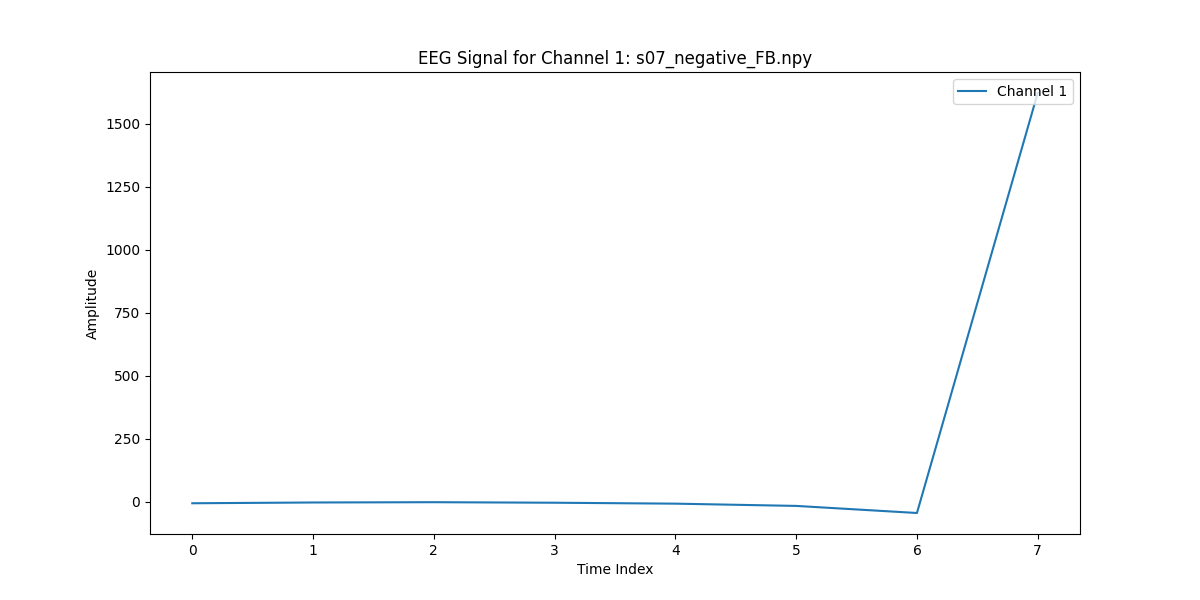 EEG Signal for Channel 1: s07_negative_FB.npy
Channel 1
1500
1250
1000
750
500
250
0
Amplitude
0 1 2 3 4 5 6 7
Time Index